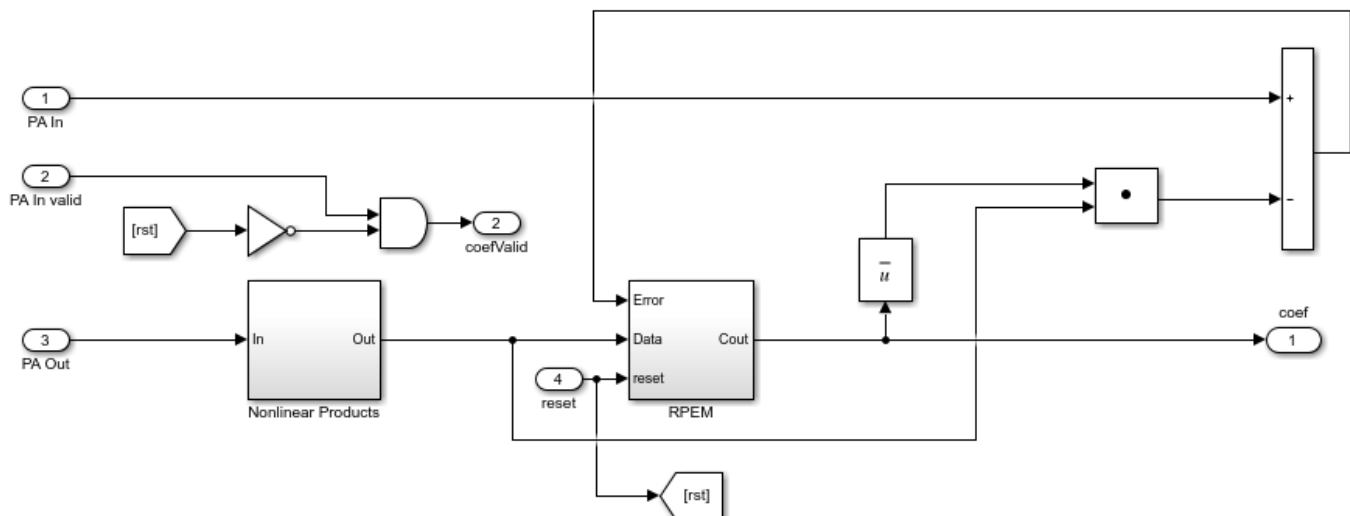 1
PA In
+
2
PA In valid
[rst]
2
coefValid
•
−
u̅
Error
3
PA Out
In
Out
Nonlinear Products
Data
Cout
reset
RPEM
4
reset
coef
1
[rst]